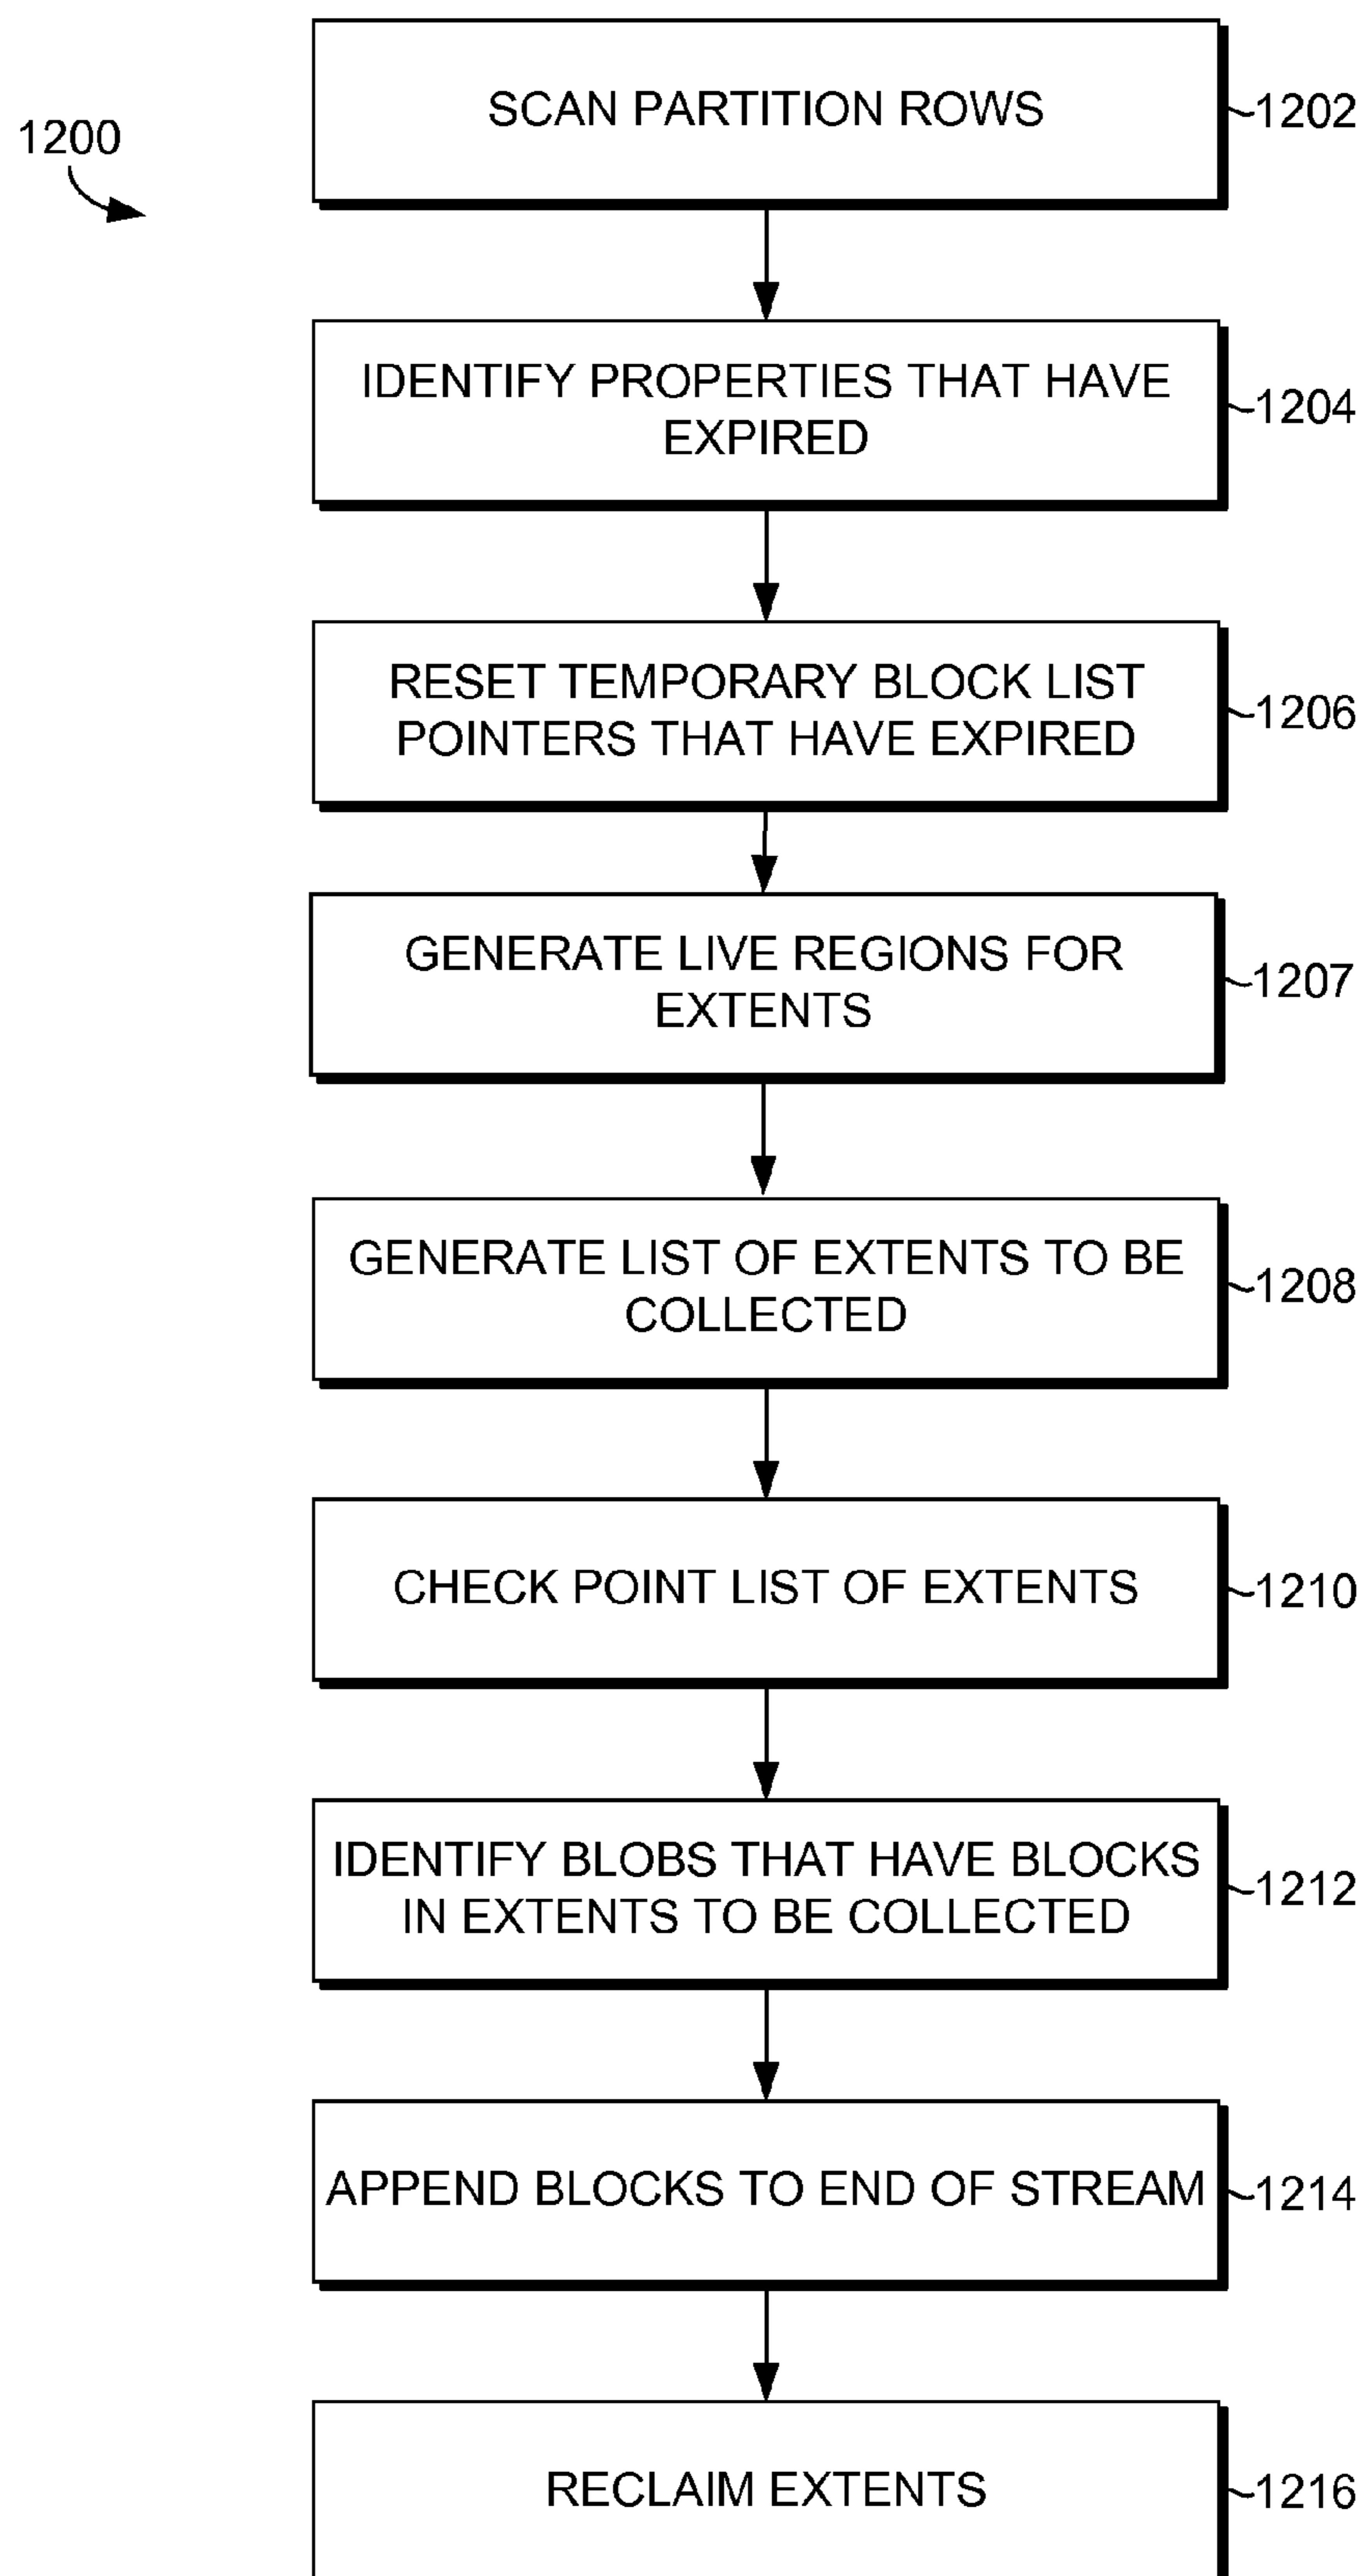 1200
SCAN PARTITION ROWS
1202
IDENTIFY PROPERTIES THAT HAVE
EXPIRED
1204
RESET TEMPORARY BLOCK LIST
POINTERS THAT HAVE EXPIRED
1206
GENERATE LIVE REGIONS FOR
EXTENTS
1207
GENERATE LIST OF EXTENTS TO BE
COLLECTED
1208
CHECK POINT LIST OF EXTENTS
1210
IDENTIFY BLOBS THAT HAVE BLOCKS
IN EXTENTS TO BE COLLECTED
1212
APPEND BLOCKS TO END OF STREAM
1214
RECLAIM EXTENTS
1216